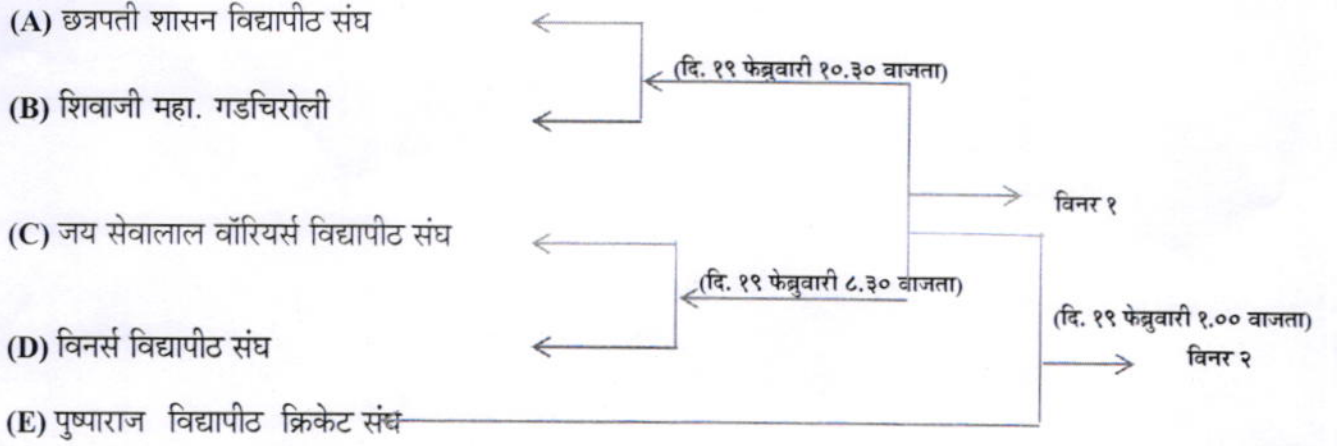 (A) छत्रपती शासन विद्यापीठ संघ
(दि. १९ फेब्रुवारी १०.३० वाजता)
(B) शिवाजी महा. गडचिरोली
विनर १
(C) जय सेवालाल वॉरियर्स विद्यापीठ संघ
(दि. १९ फेब्रुवारी ८.३० वाजता)
(दि. १९ फेब्रुवारी १.०० वाजता)
(D) विनर्स विद्यापीठ संघ
विनर २
(E) पुष्पाराज विद्यापीठ क्रिकेट संघ